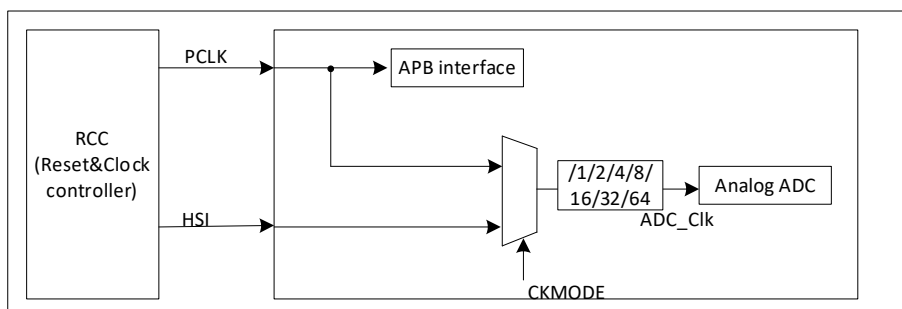 PCLK
APB interface
RCC
(Reset&Clock
controller)
/1/2/4/8/
16/32/64
Analog ADC
HSI
ADC_Clk
CKMODE